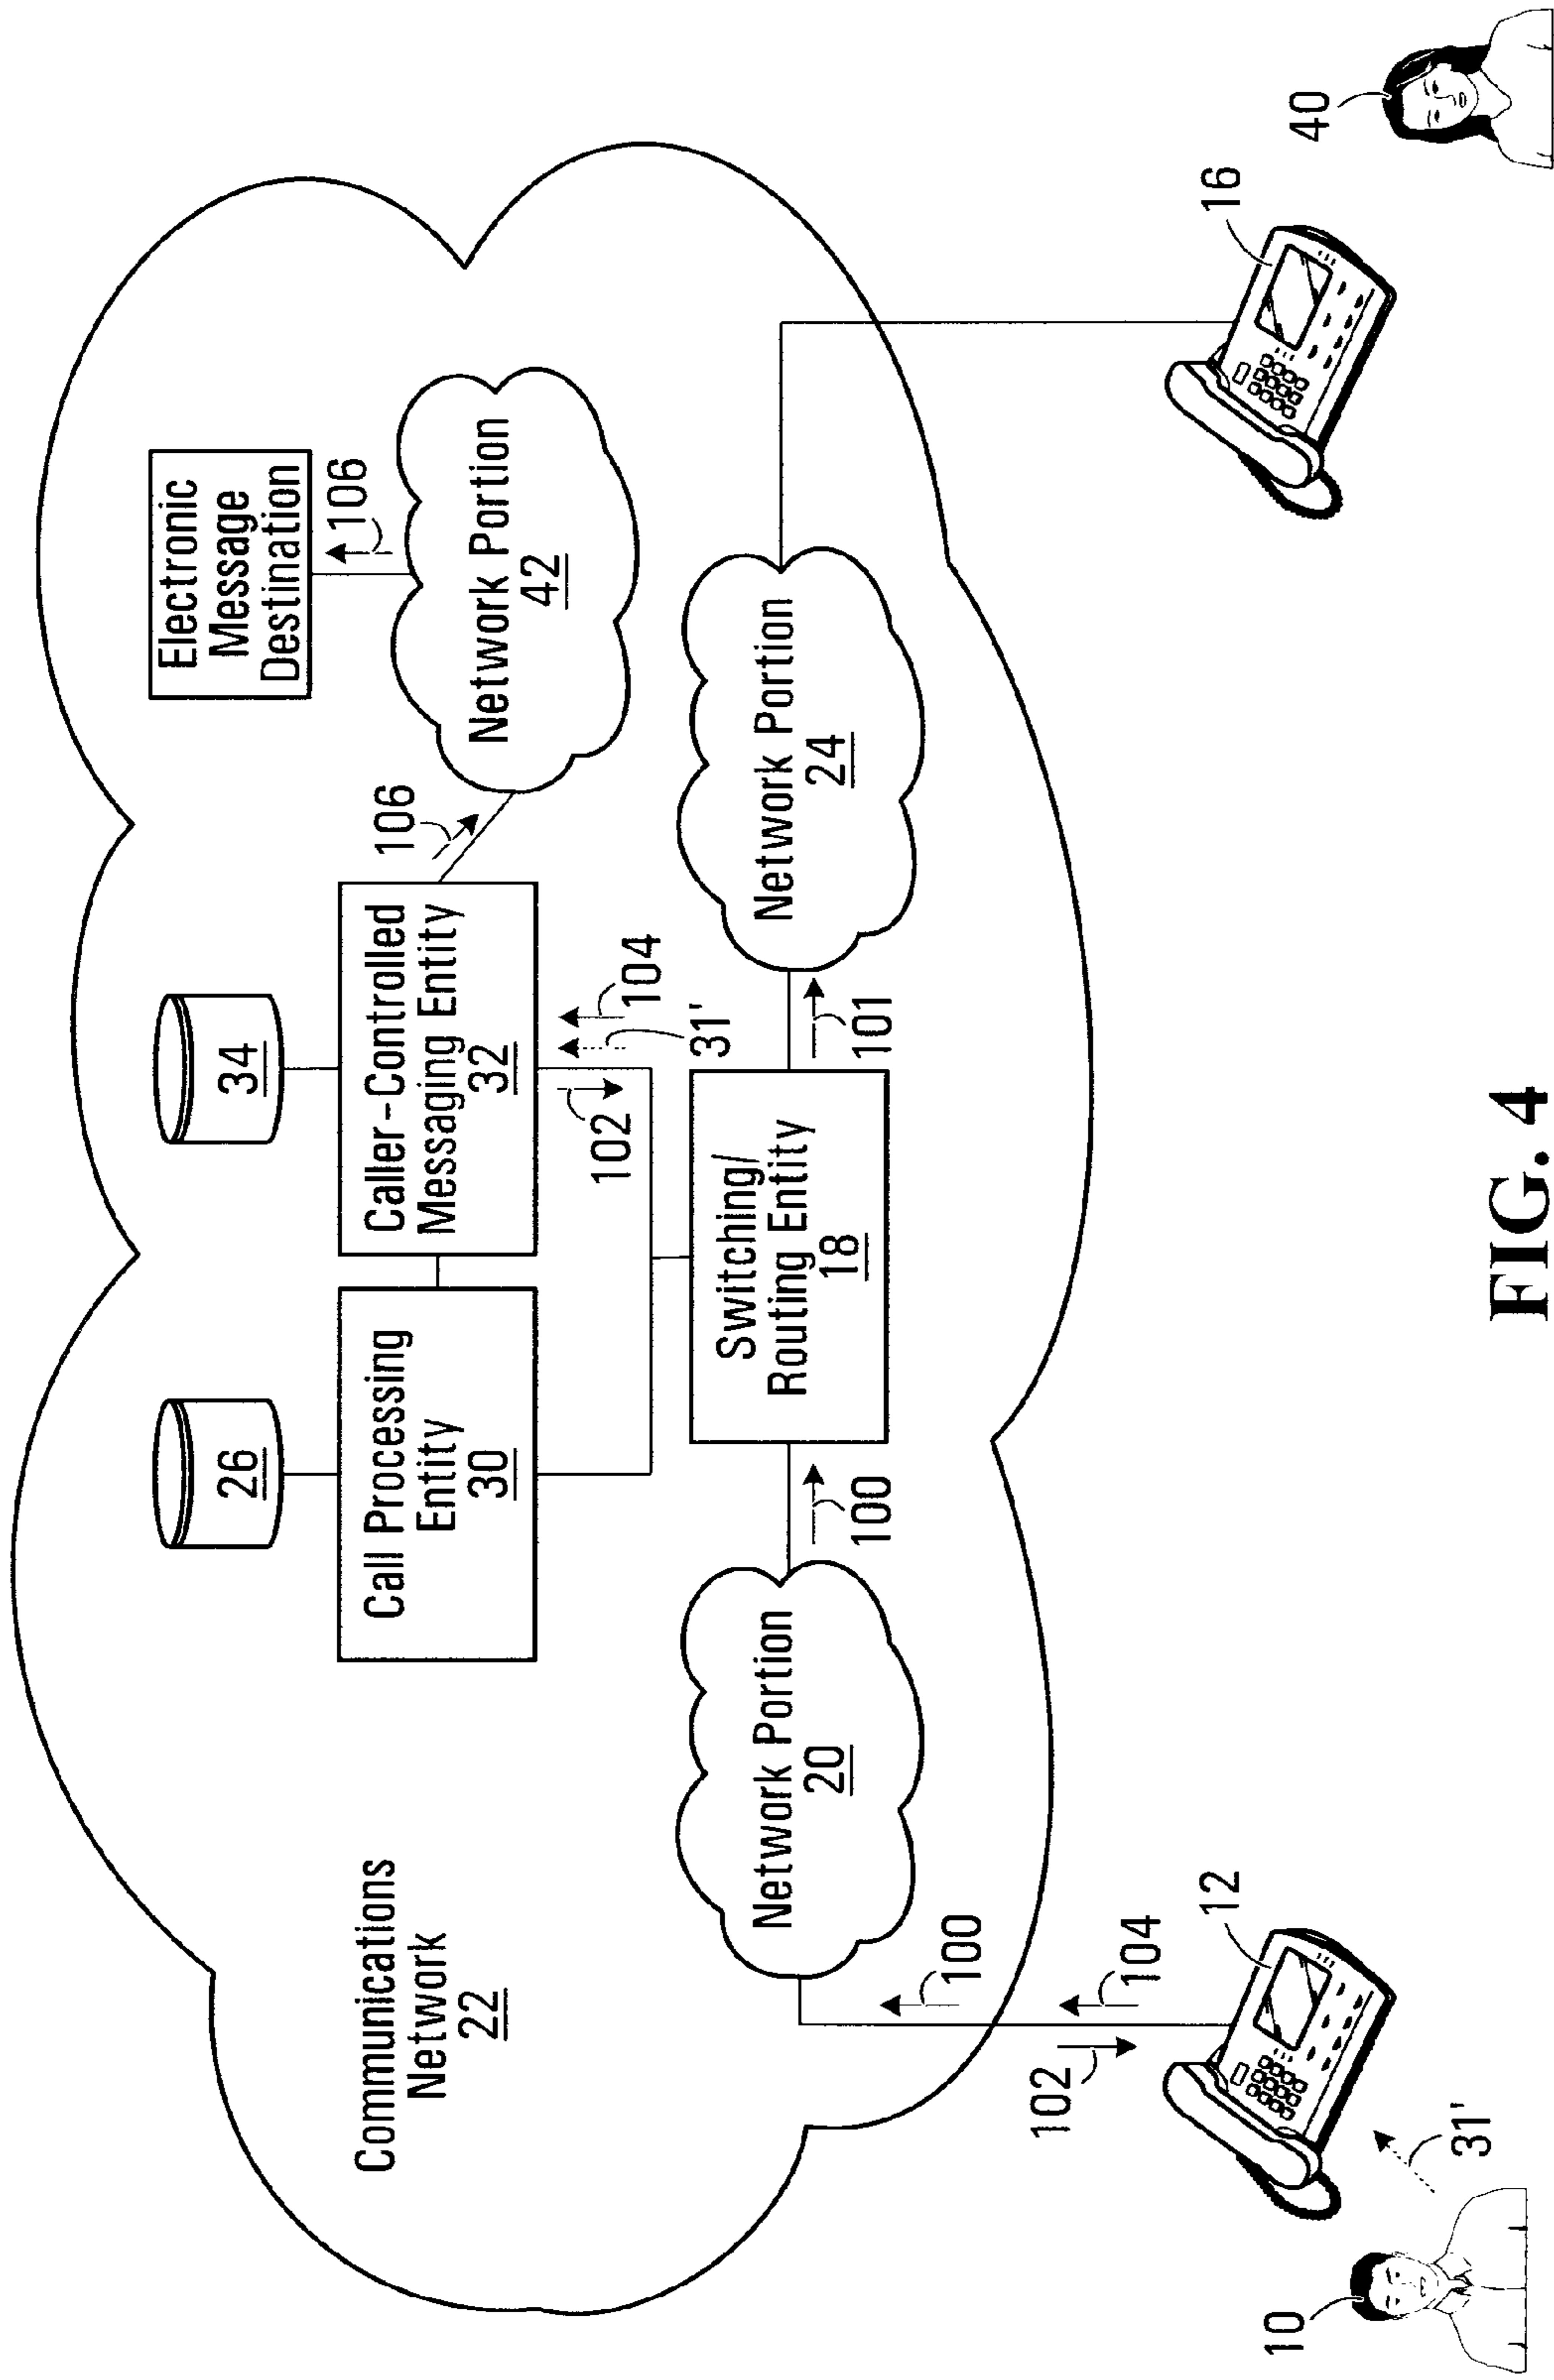 Electronic
Message
Destination
106
34
26
Network Portion
42
106
Caller-Controlled
Messaging Entity
32
Call Processing
Entity
30
Communications
Network
22
102
31'
104
Network Portion
20
100
Switching/
Routing Entity
18
101
Network Portion
24
100
102
104
12
16
10
31'
40
FIG. 4